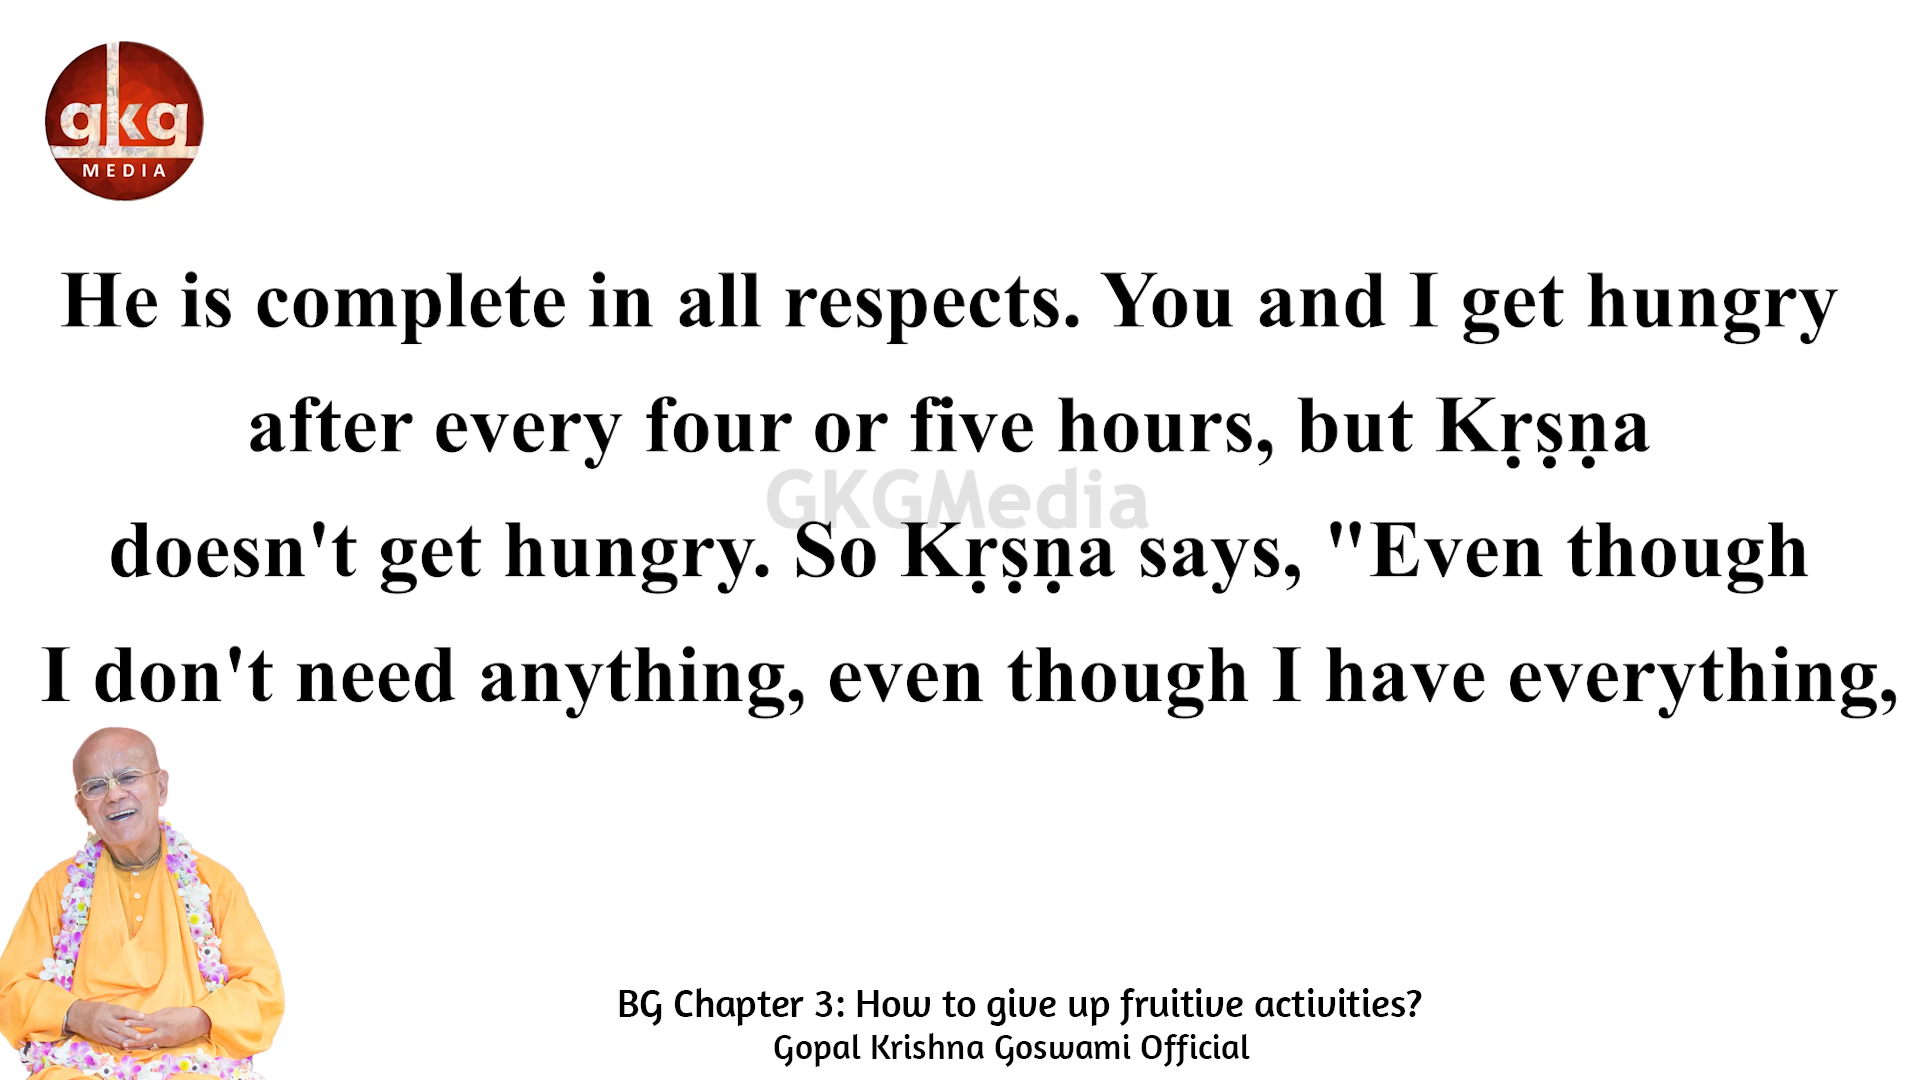 gkg
MEDIA
He is complete in all respects. You and I get hungry
after every four or five hours, but Kṛṣṇa
GKGMedia
doesn't get hungry. So Kṛṣṇa says, "Even though
I don't need anything, even though I have everything,
BG Chapter 3: How to give up fruitive activities?
Gopal Krishna Goswami Official